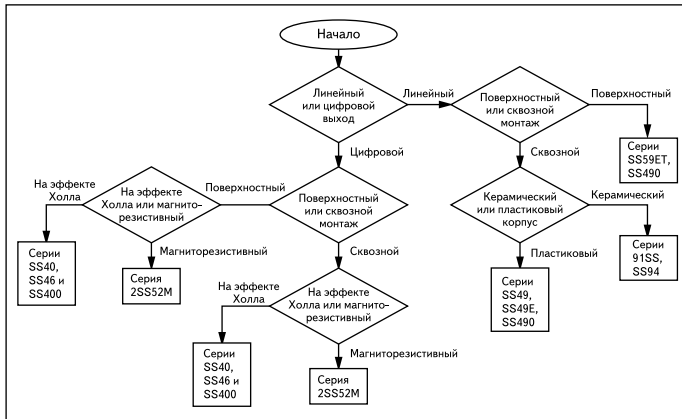 Начало
Линейный
или цифровой
выход
Линейный
Поверхностный
или сквозной
монтаж
Поверхностный
Серии
SS59ET,
SS490
Цифровой
Сквозной
На эффекте
Холла
На эффекте
Холла или магнито-
резистивный
Поверхностный
Поверхностный
или сквозной
монтаж
Керамический
или пластиковый
корпус
Керамический
Серии
SS40,
SS46 и
SS400
Магниторезистивный
Серия
2SS52M
Сквозной
Пластиковый
Серии
91SS,
SS94
На эффекте
Холла
На эффекте
Холла или магнито-
резистивный
Серии
SS49,
SS49E,
SS490
Серии
SS40,
SS46 и
SS400
Магниторезистивный
Серия
2SS52M